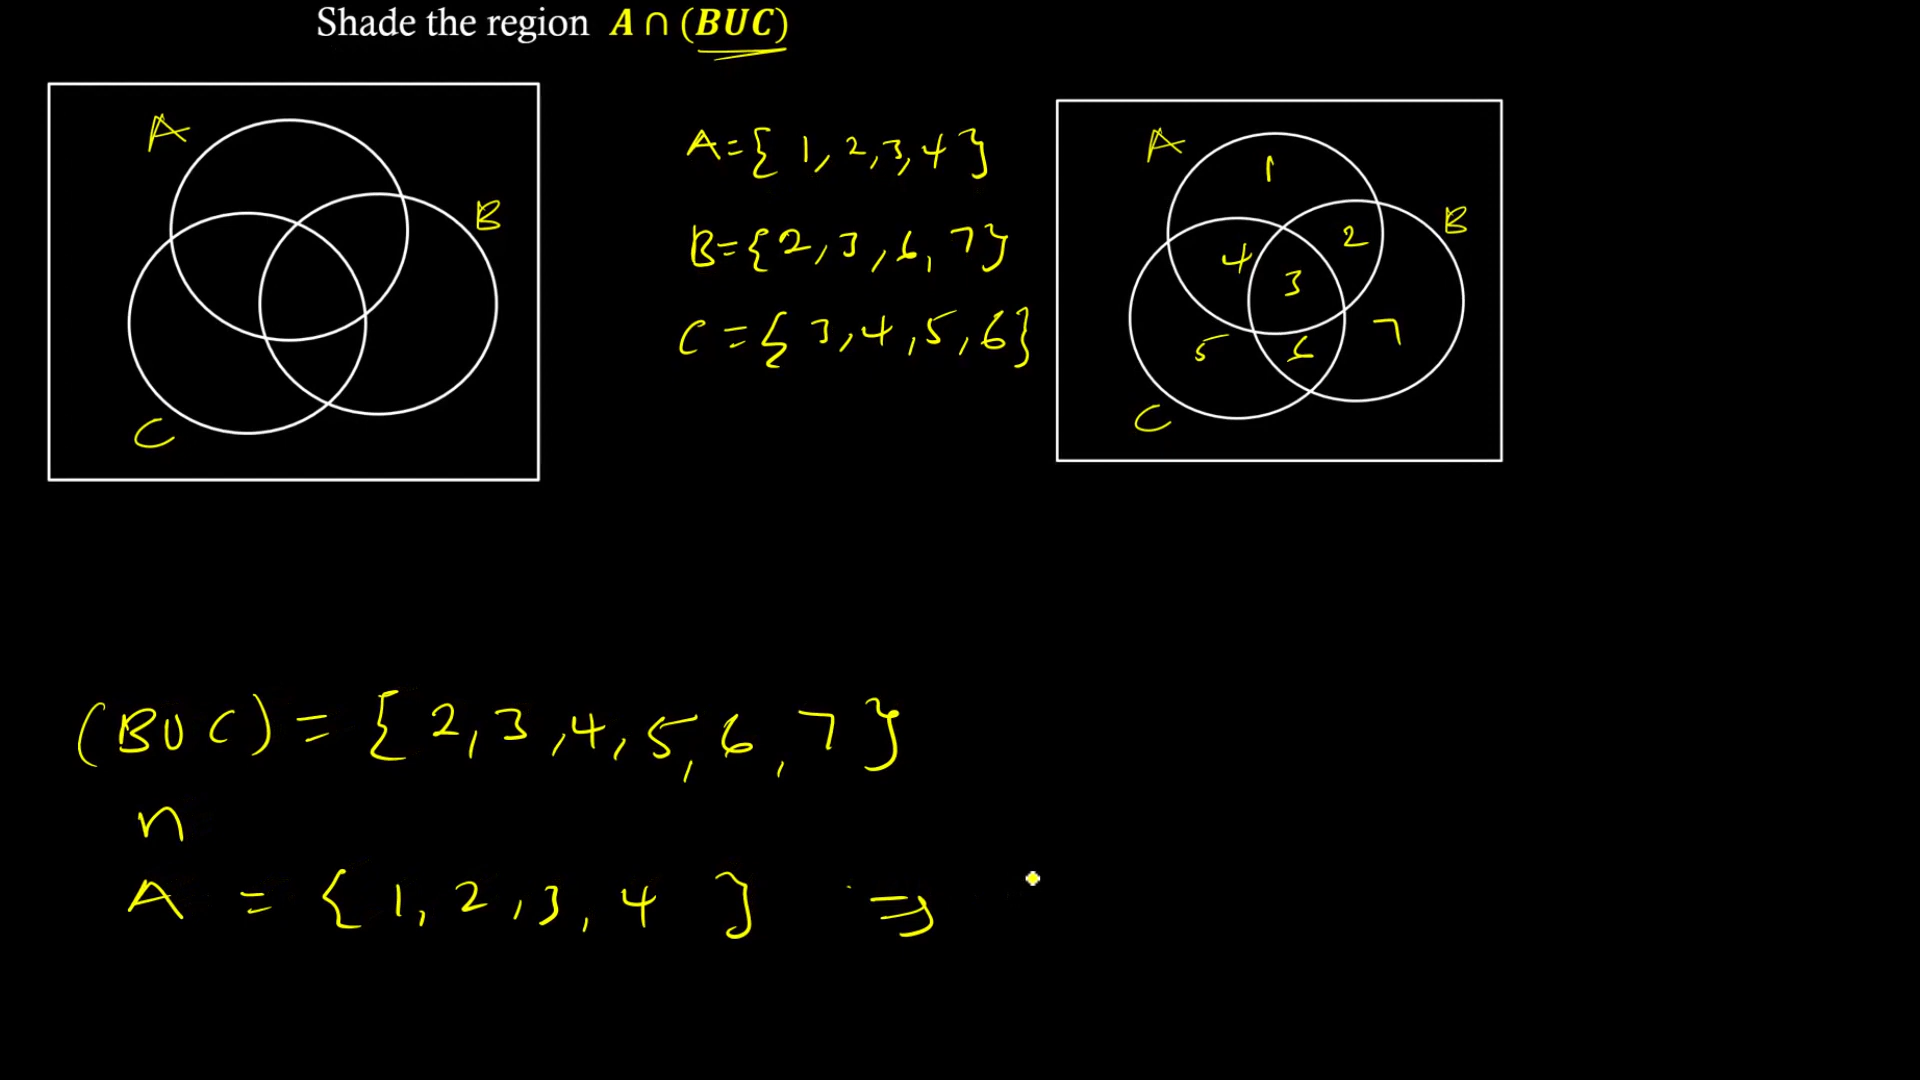 Shade the region A ∩ (BUC)
A
B
C
A = { 1, 2, 3, 4 }
B = { 2, 3, 6, 7 }
C = { 3, 4, 5, 6 }
A
1
B
2
4
3
7
5
6
C
(BUC) = { 2, 3, 4, 5, 6, 7 }
∩
A = { 1, 2, 3, 4 } ⇒